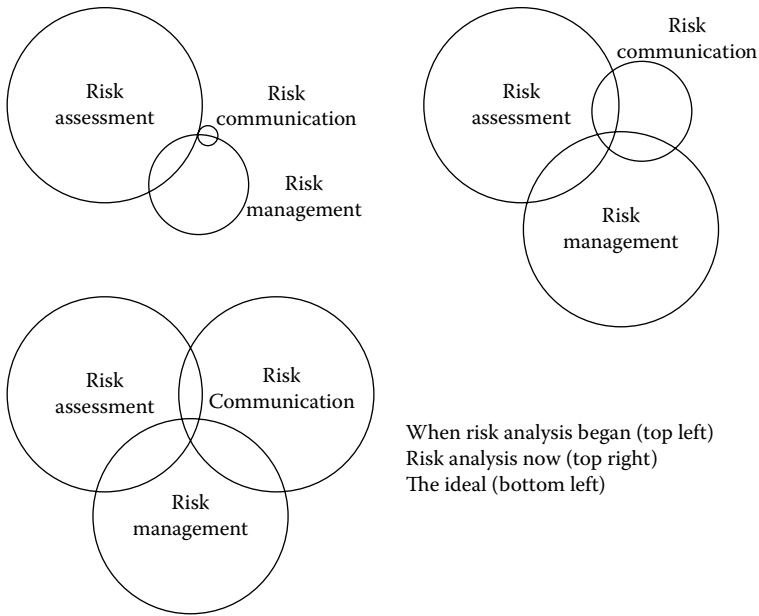 Risk
assessment
Risk
communication
Risk
management
Risk
communication
Risk
assessment
Risk
management
Risk
assessment
Risk
Communication
Risk
management
When risk analysis began (top left)
Risk analysis now (top right)
The ideal (bottom left)